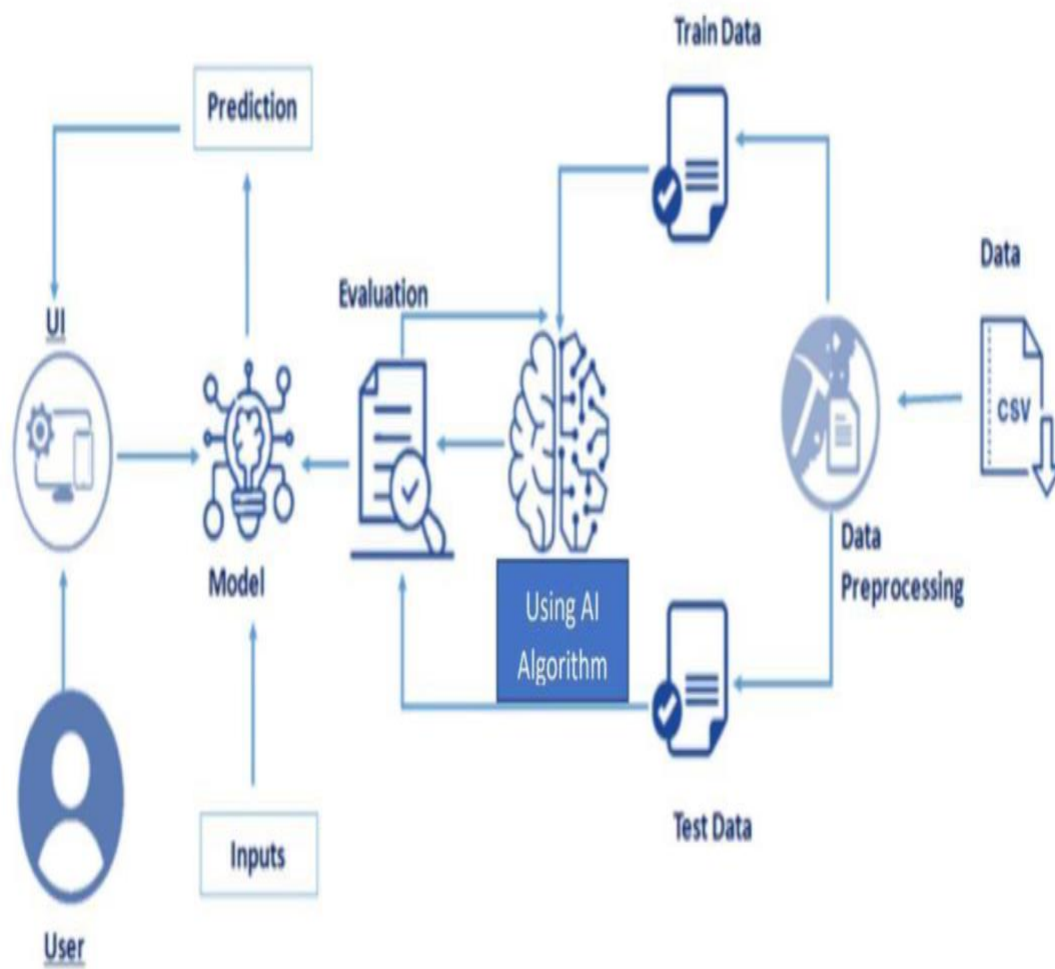 Train Data
Prediction
Data
Evaluation
UI
CSV
Model
Data
Preprocessing
Using AI
Algorithm
Inputs
Test Data
User